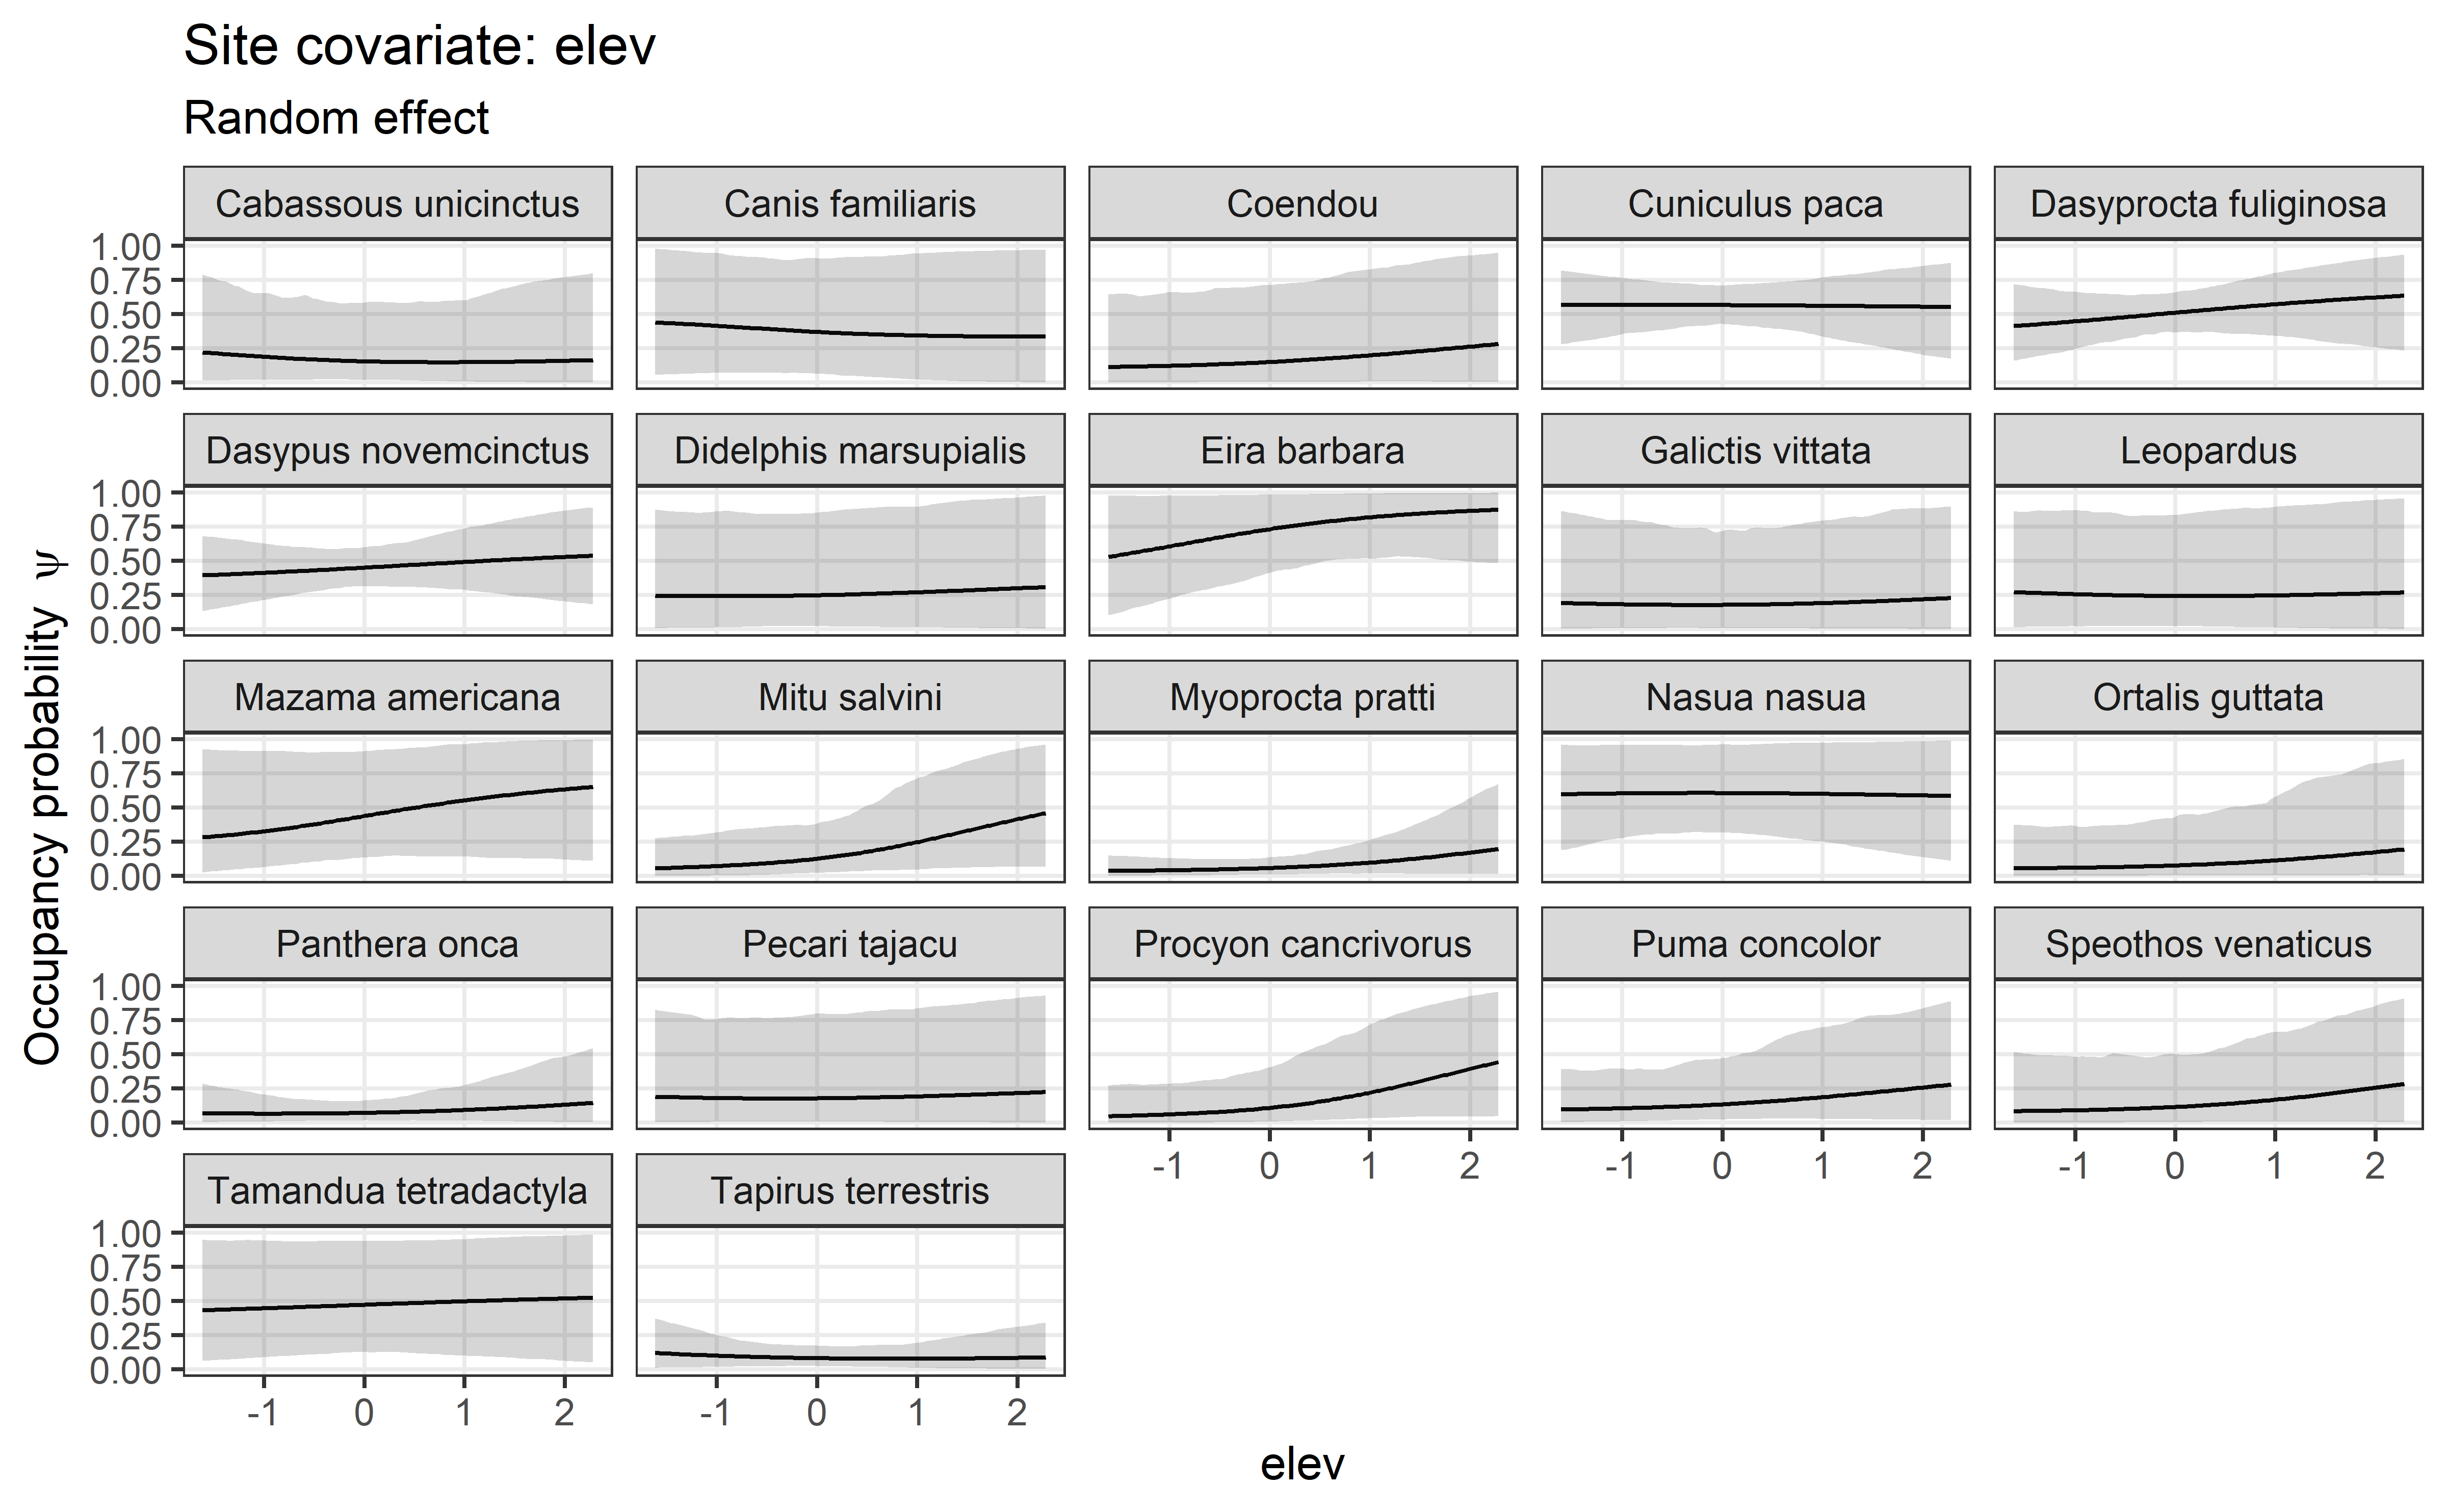 Site covariate: elev
Random effect
Cabassous unicinctus Canis familiaris Coendou Cuniculus paca Dasyprocta fuliginosa
1.00
0.75
0.50
0.25
0.00
Dasypus novemcinctus Didelphis marsupialis Eira barbara Galictis vittata Leopardus
1.00
0.75
0.50
0.25
0.00
Mazama americana Mitu salvini Myoprocta pratti Nasua nasua Ortalis guttata
1.00
0.75
0.50
0.25
0.00
Panthera onca Pecari tajacu Procyon cancrivorus Puma concolor Speothos venaticus
1.00
0.75
0.50
0.25
0.00
-1 0 1 2 -1 0 1 2 -1 0 1 2
Tamandua tetradactyla Tapirus terrestris
1.00
0.75
0.50
0.25
0.00
-1 0 1 2 -1 0 1 2
elev
Occupancy probability ψ